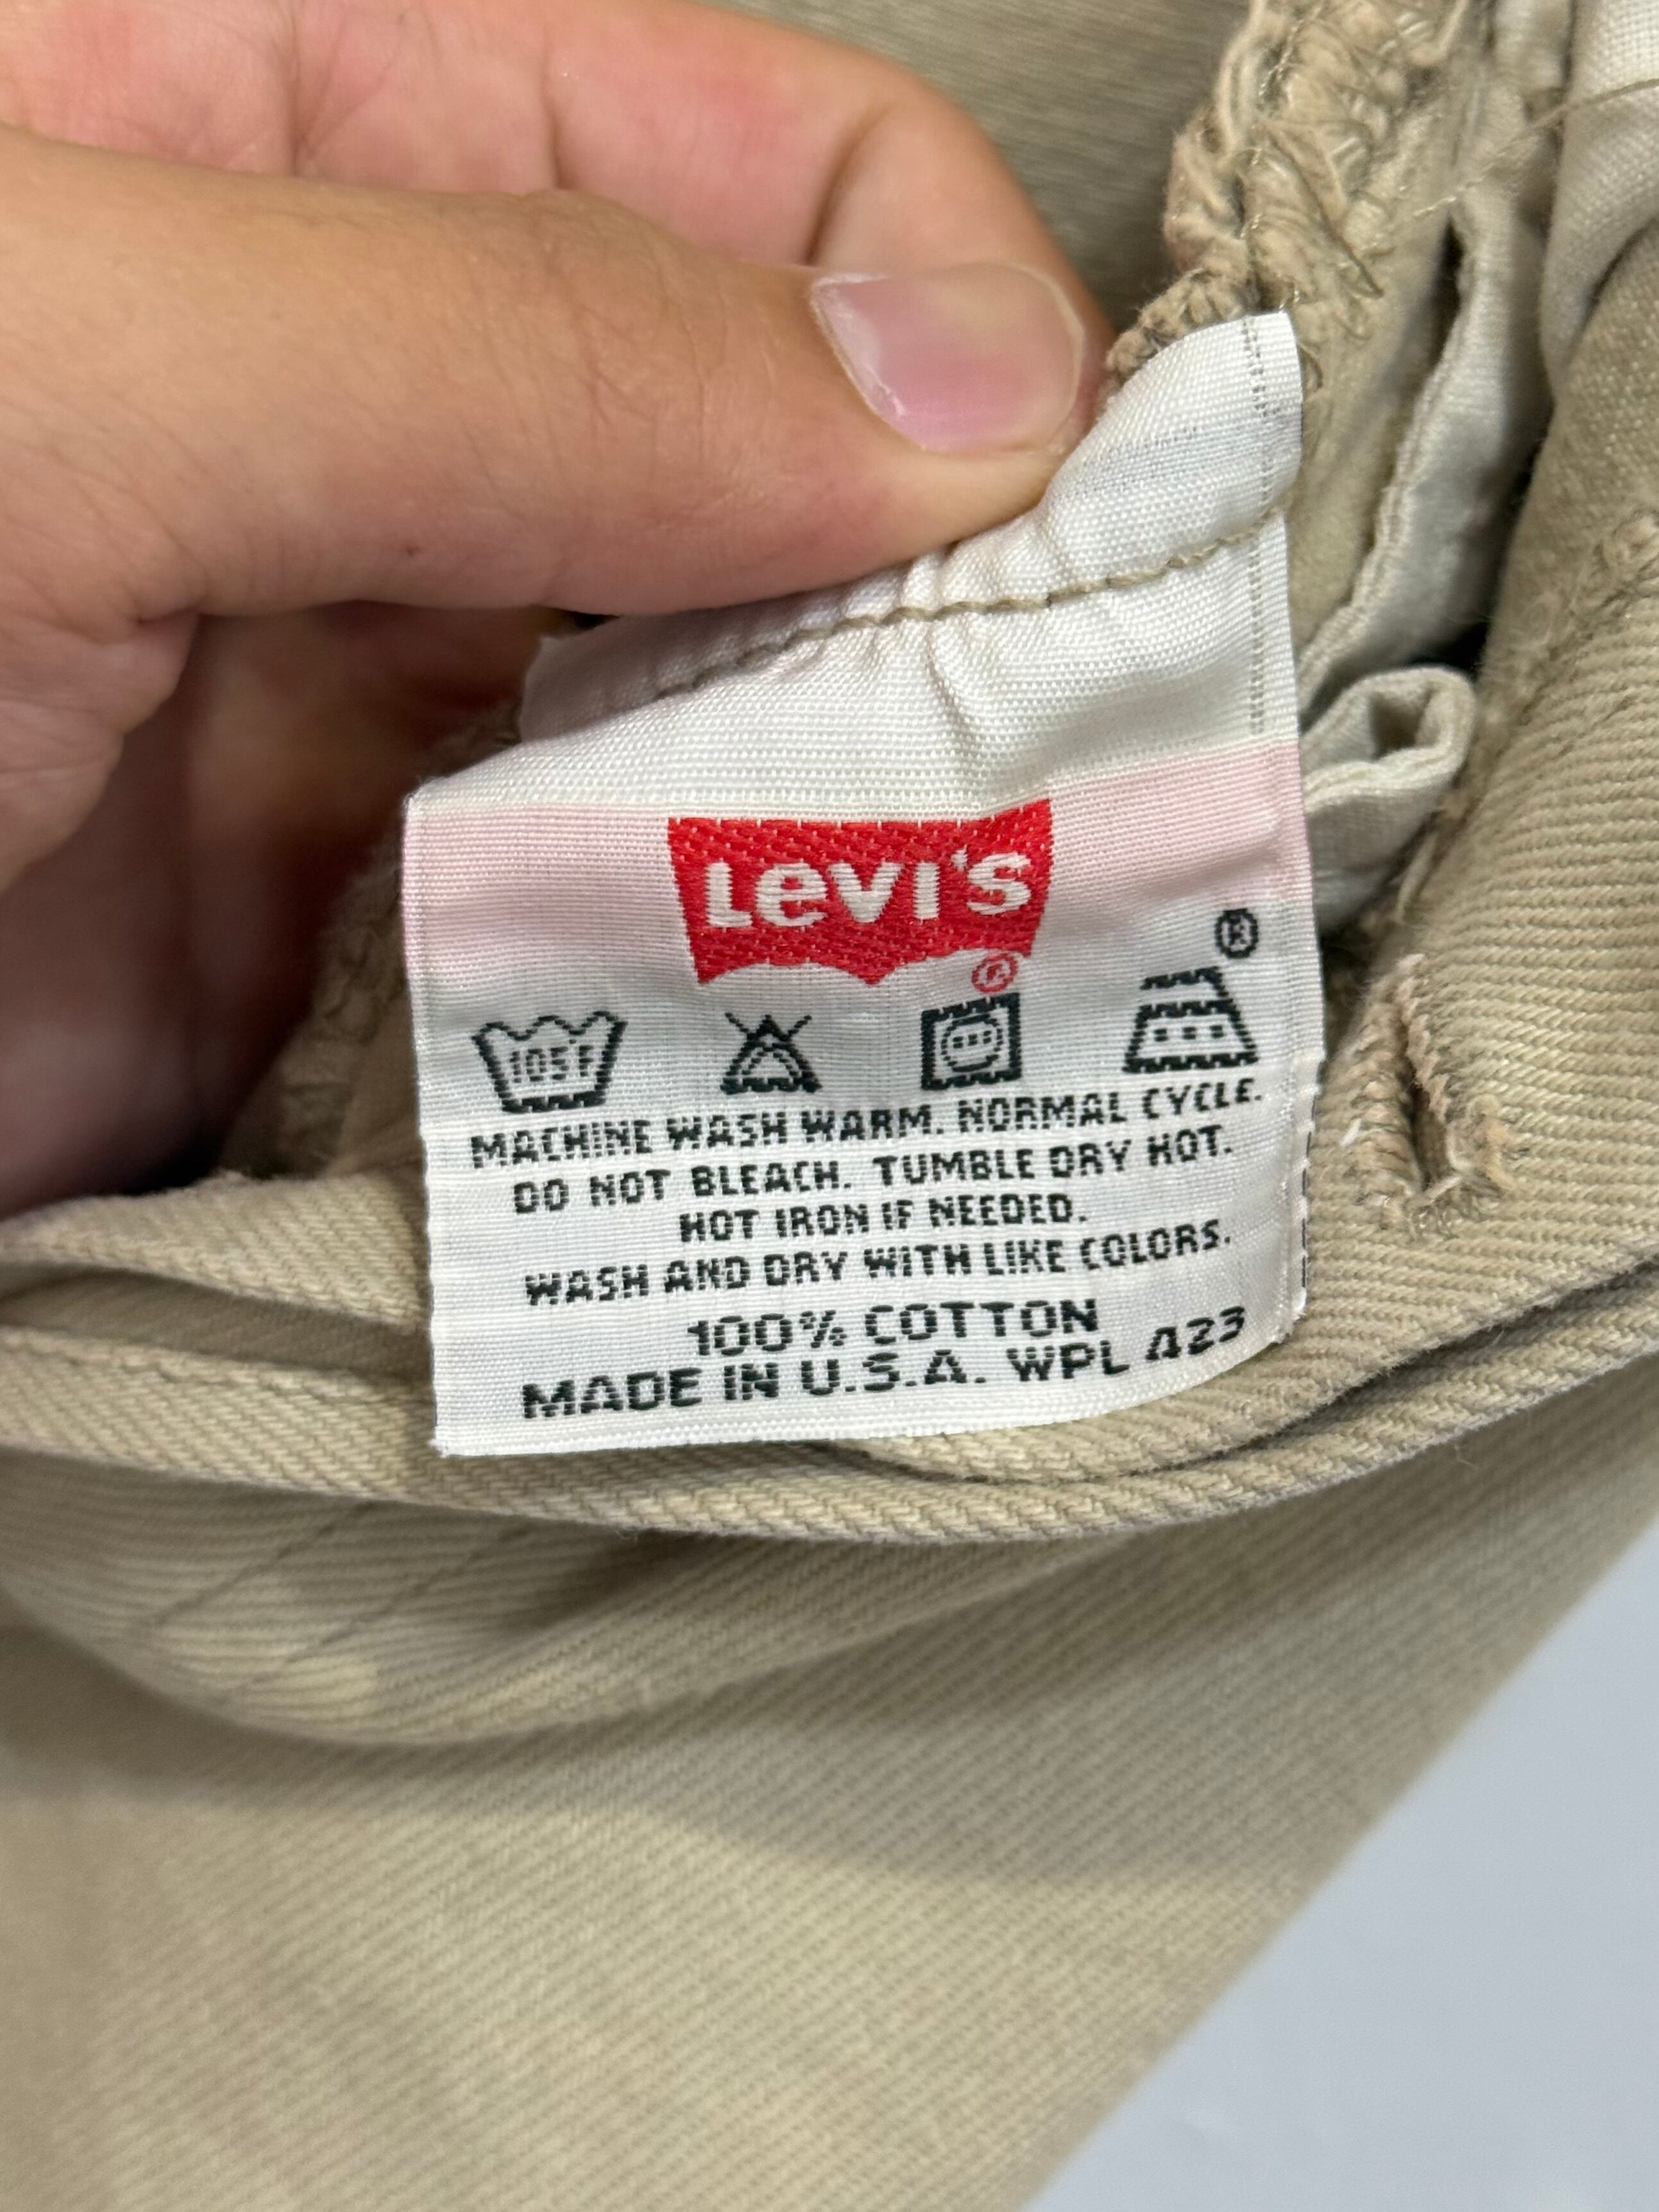 Levi's
®
®
105F
MACHINE WASH WARM. NORMAL CYCLE.
DO NOT BLEACH. TUMBLE DRY HOT.
HOT IRON IF NEEDED.
WASH AND DRY WITH LIKE COLORS.
100% COTTON
MADE IN U.S.A. WPL 423